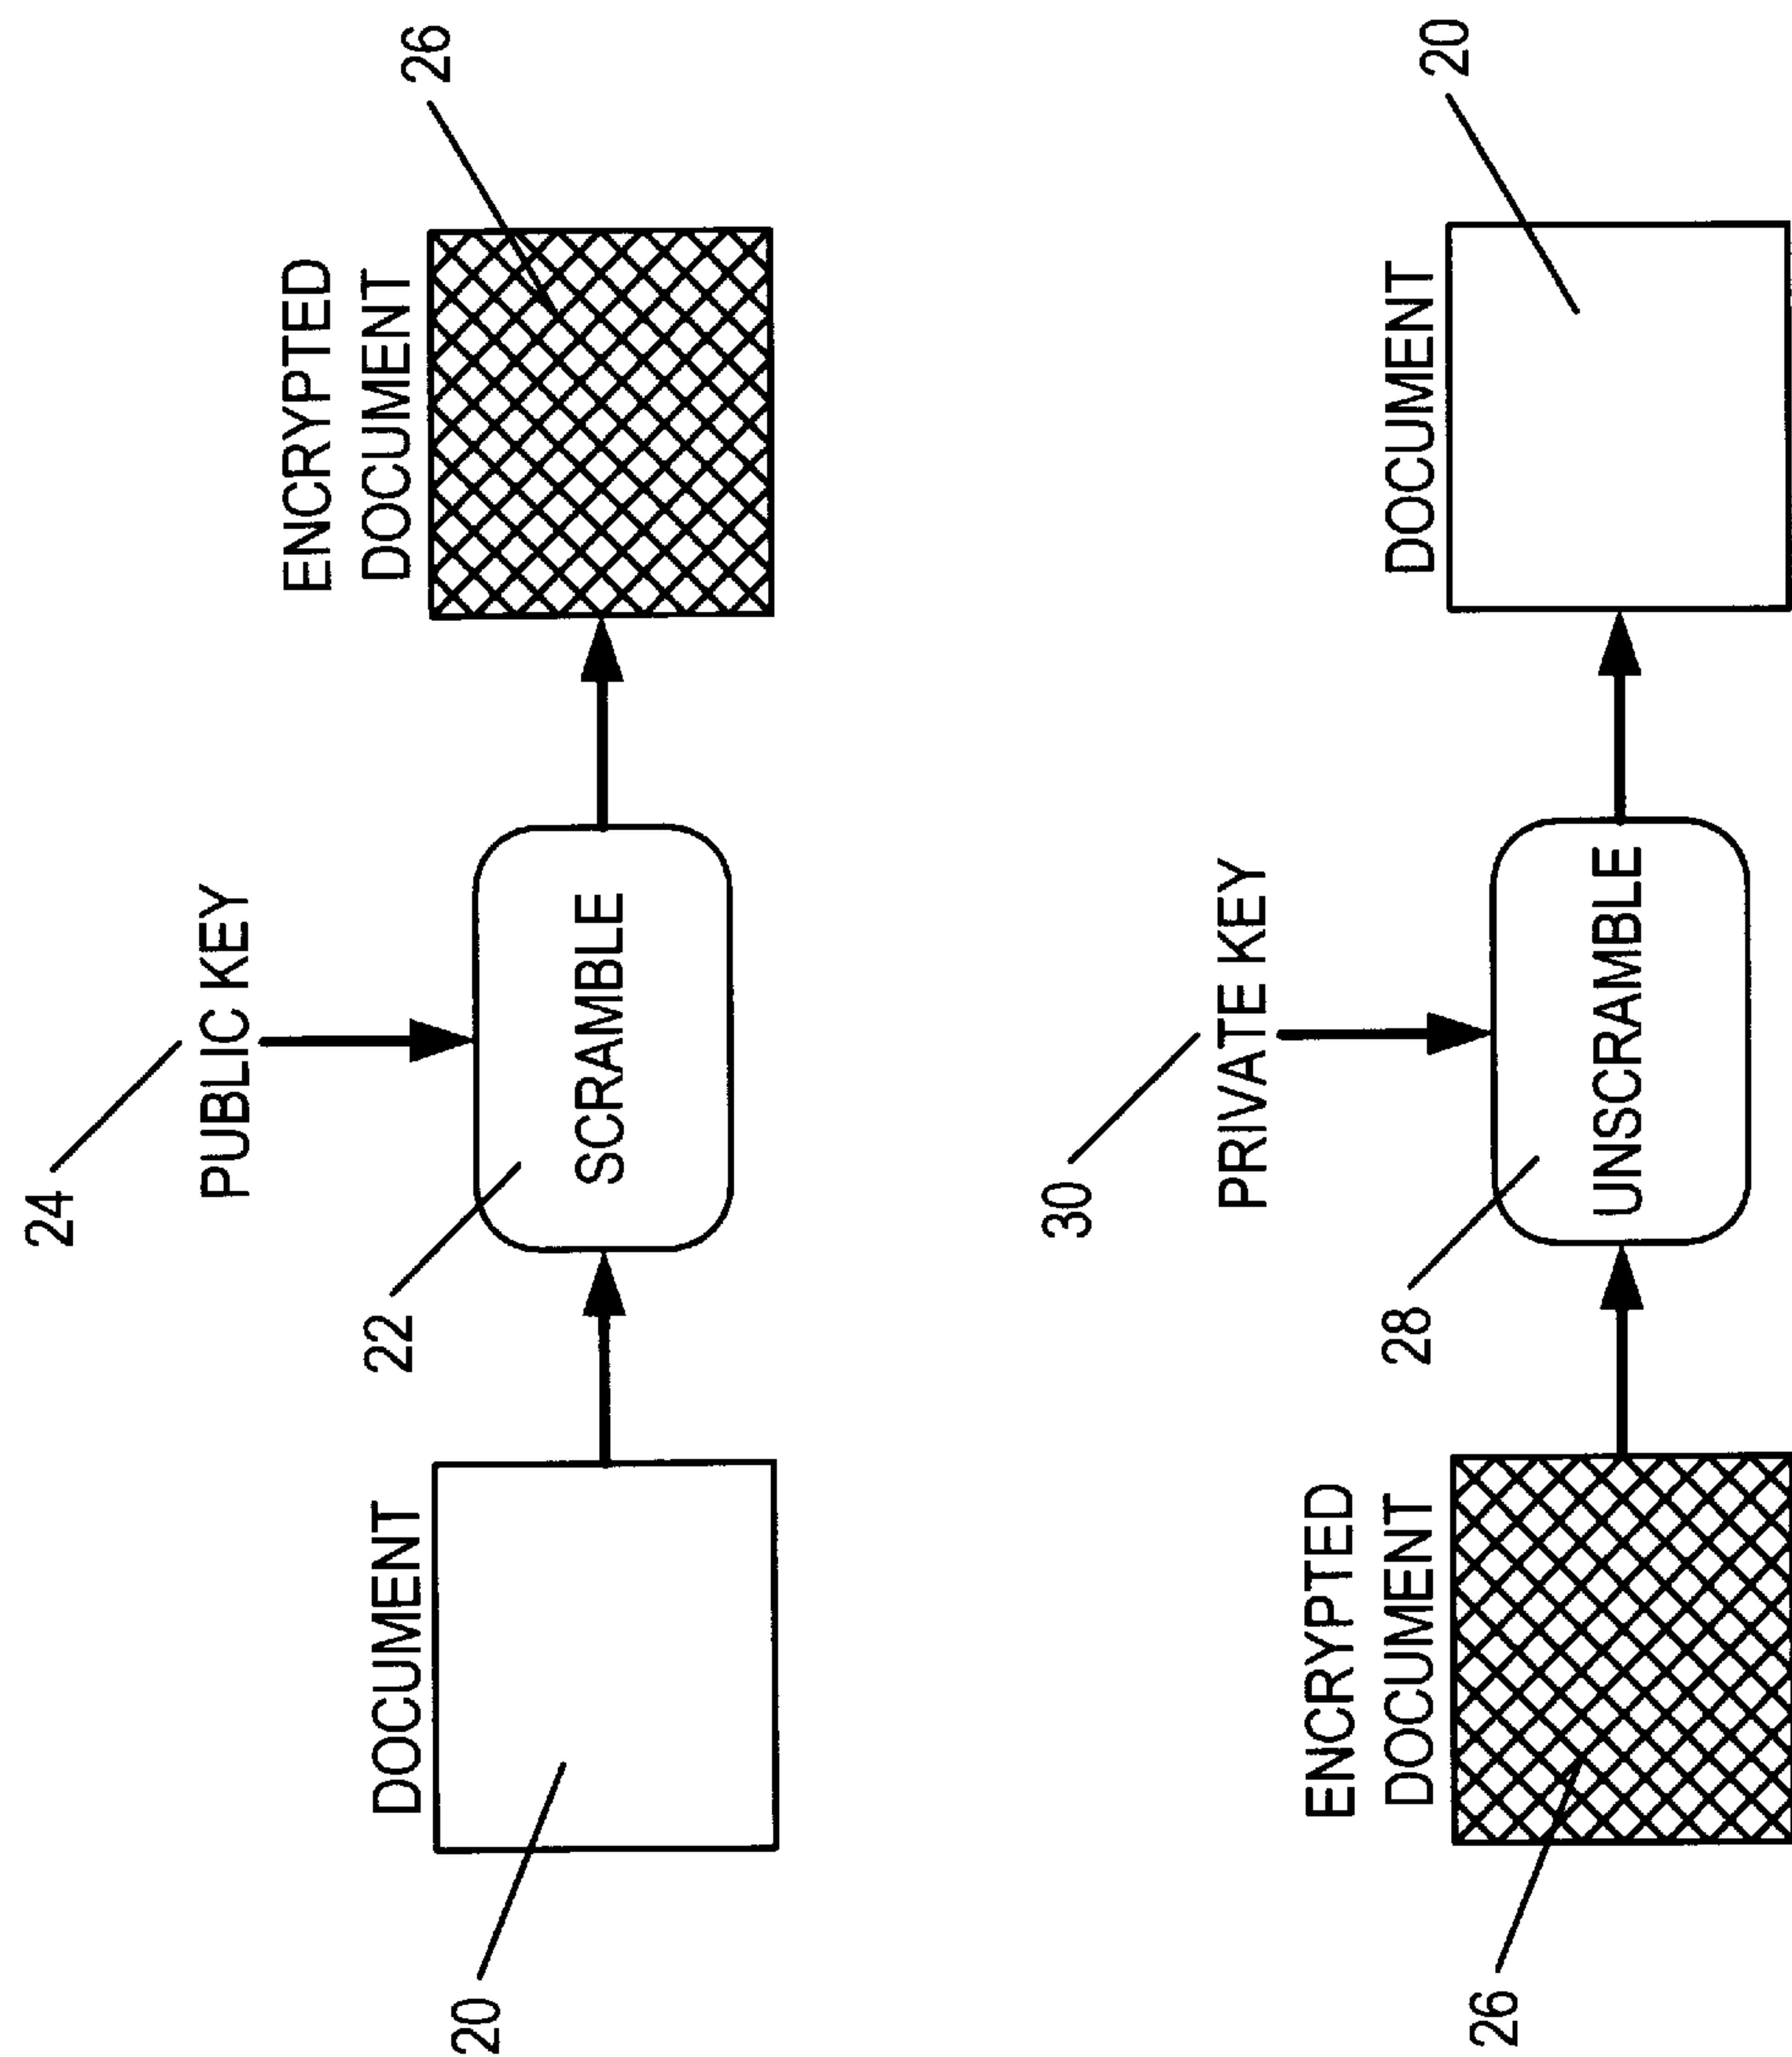 24
PUBLIC KEY
ENCRYPTED
DOCUMENT
26
DOCUMENT
22
SCRAMBLE
20
30
PRIVATE KEY
ENCRYPTED
DOCUMENT
28
UNSCRAMBLE
DOCUMENT
20
26